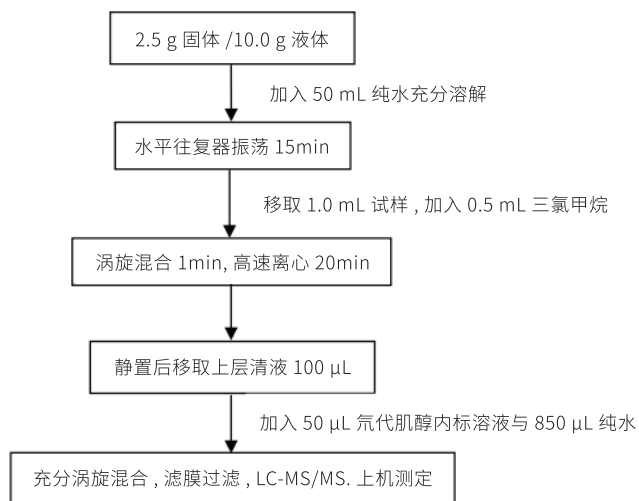 2.5 g 固体 /10.0 g 液体
加入 50 mL 纯水充分溶解
水平往复器振荡 15min
移取 1.0 mL 试样 , 加入 0.5 mL 三氯甲烷
涡旋混合 1min, 高速离心 20min
静置后移取上层清液 100 μL
加入 50 μL 氘代肌醇内标溶液与 850 μL 纯水
充分涡旋混合 , 滤膜过滤 , LC-MS/MS. 上机测定